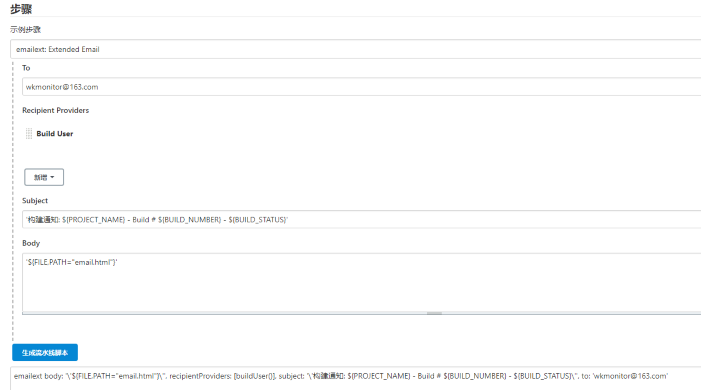 步骤
示例步骤
emailext: Extended Email
To
wkmonitor@163.com
Recipient Providers
Build User
新增
Subject
'构建通知: ${PROJECT_NAME} - Build # ${BUILD_NUMBER} - ${BUILD_STATUS}'
Body
'${FILE.PATH="email.html"}'
生成流水线脚本
emailext body: '\'${FILE.PATH="email.html"}\'', recipientProviders: [buildUser()], subject: '\'构建通知: ${PROJECT_NAME} - Build # ${BUILD_NUMBER} - ${BUILD_STATUS}\'', to: 'wkmonitor@163.com'